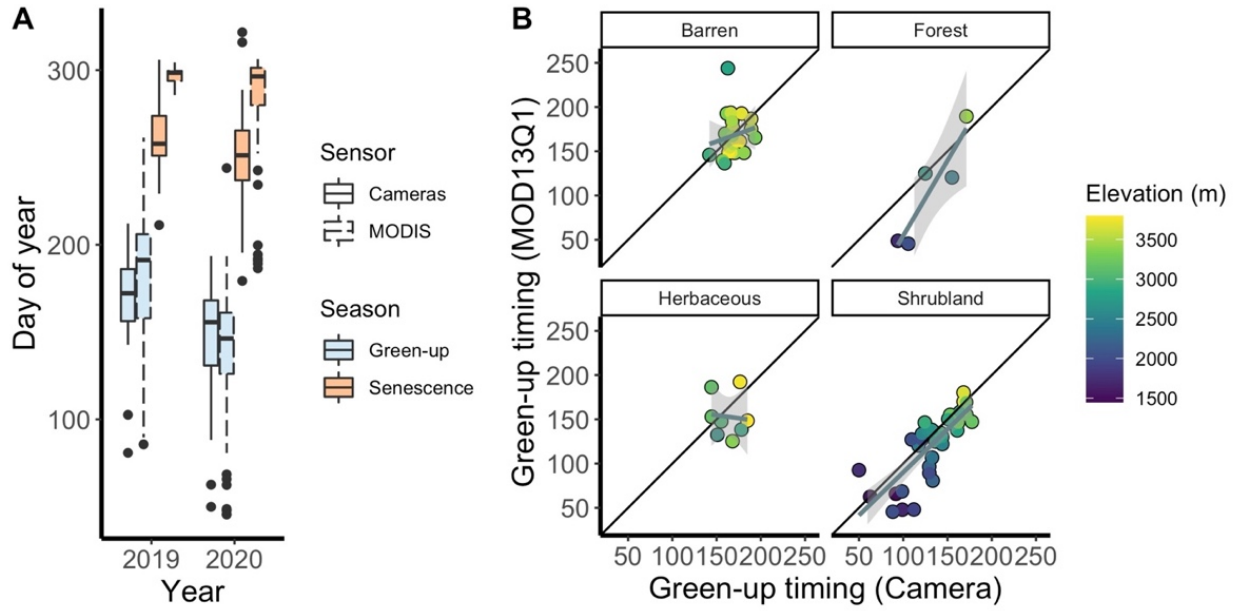 A
Day of year
300
200
100
2019 2020
Year
Sensor
Cameras
MODIS
Season
Green-up
Senescence
B
Green-up timing (MOD13Q1)
Barren
Forest
250
200
150
100
50
Herbaceous
Shrubland
250
200
150
100
50
50 100 150 200 250
50 100 150 200 250
Green-up timing (Camera)
Elevation (m)
3500
3000
2500
2000
1500